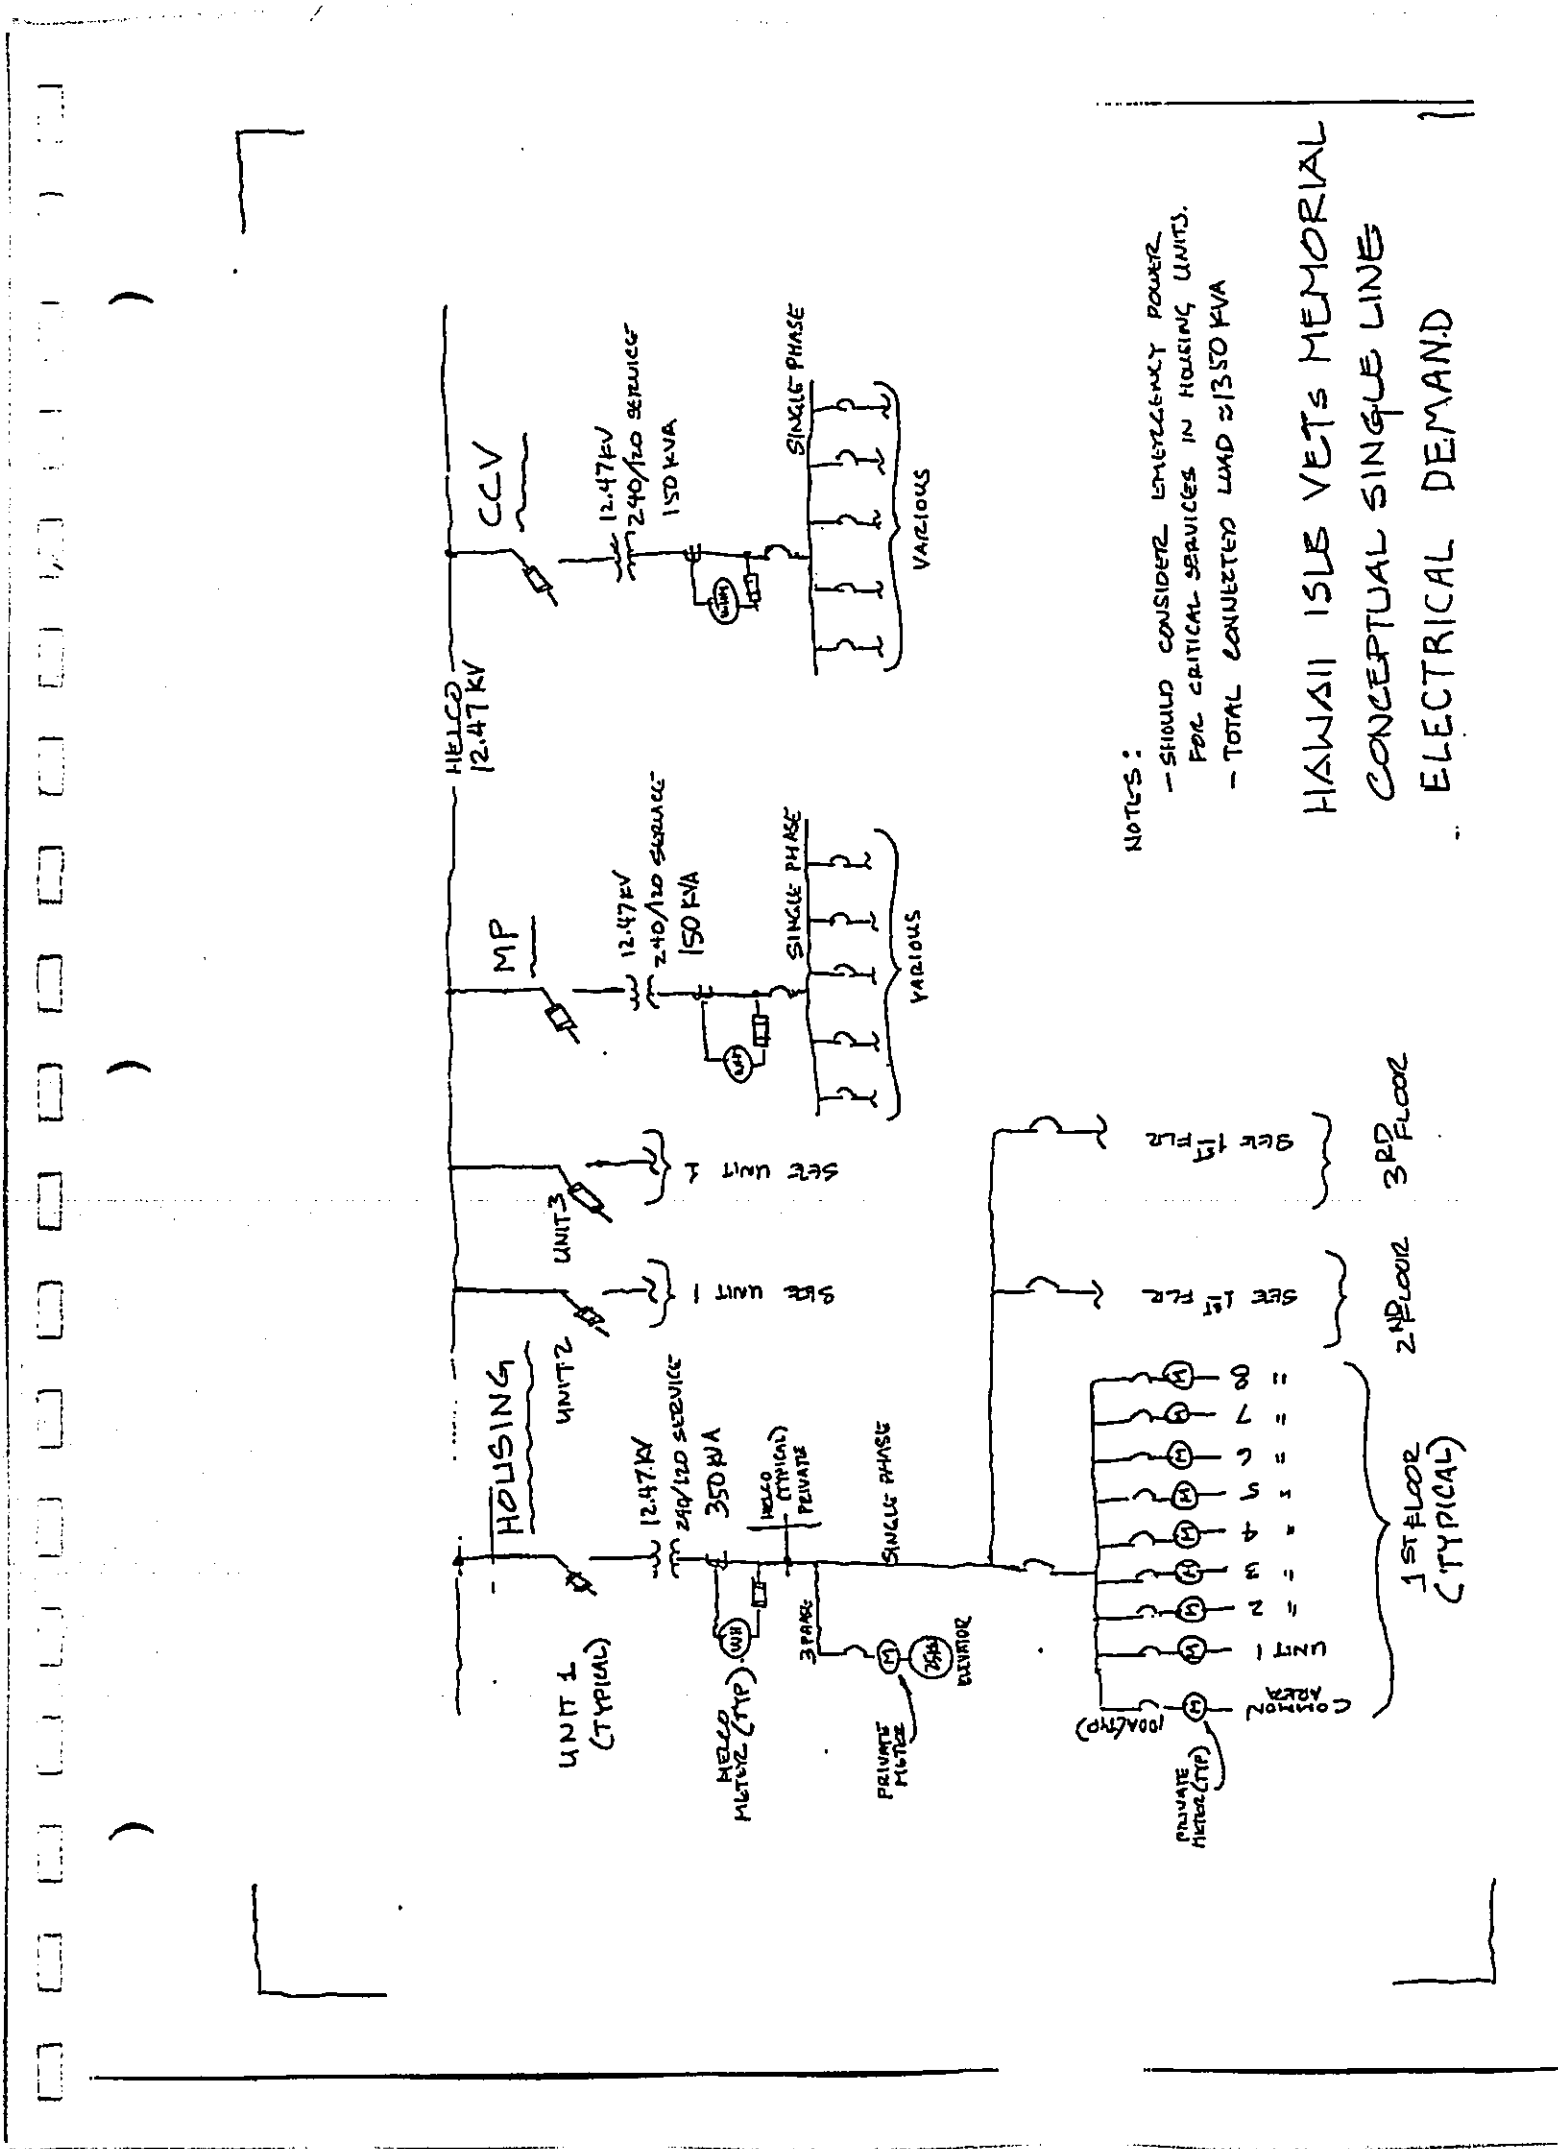 HELCO
12.47 KV
HOUSING
UNIT 1
(TYPICAL)
12.47 KV
240/120 SERVICE
350 KVA
HELCO
METER (TYP)
WH
HELCO
(TYPICAL)
PRIVATE
3 PHASE
SINGLE PHASE
M
ELEVATOR
PRIVATE
METER
100A (TYP)
PRIVATE
METER (TYP)
M
M
M
M
M
M
M
M
M
COMMON
AREA
UNIT 1
" 2
" 3
" 4
" 5
" 6
" 7
" 8
1ST FLOOR
(TYPICAL)
SEE 1ST
FLR
2ND
FLOOR
SEE 1ST
FLR
3RD
FLOOR
UNIT 2
SEE UNIT 1
UNIT 3
SEE UNIT 1
MP
12.47 KV
240/120 SERVICE
150 KVA
WH
SINGLE PHASE
VARIOUS
CCV
12.47 KV
240/120 SERVICE
150 KVA
WH
SINGLE PHASE
VARIOUS
NOTES:
- SHOULD CONSIDER EMERGENCY POWER
FOR CRITICAL SERVICES IN HOUSING UNITS.
- TOTAL CONNECTED LOAD ≈1350 KVA
HAWAII ISLE VETS MEMORIAL
CONCEPTUAL SINGLE LINE
ELECTRICAL DEMAND